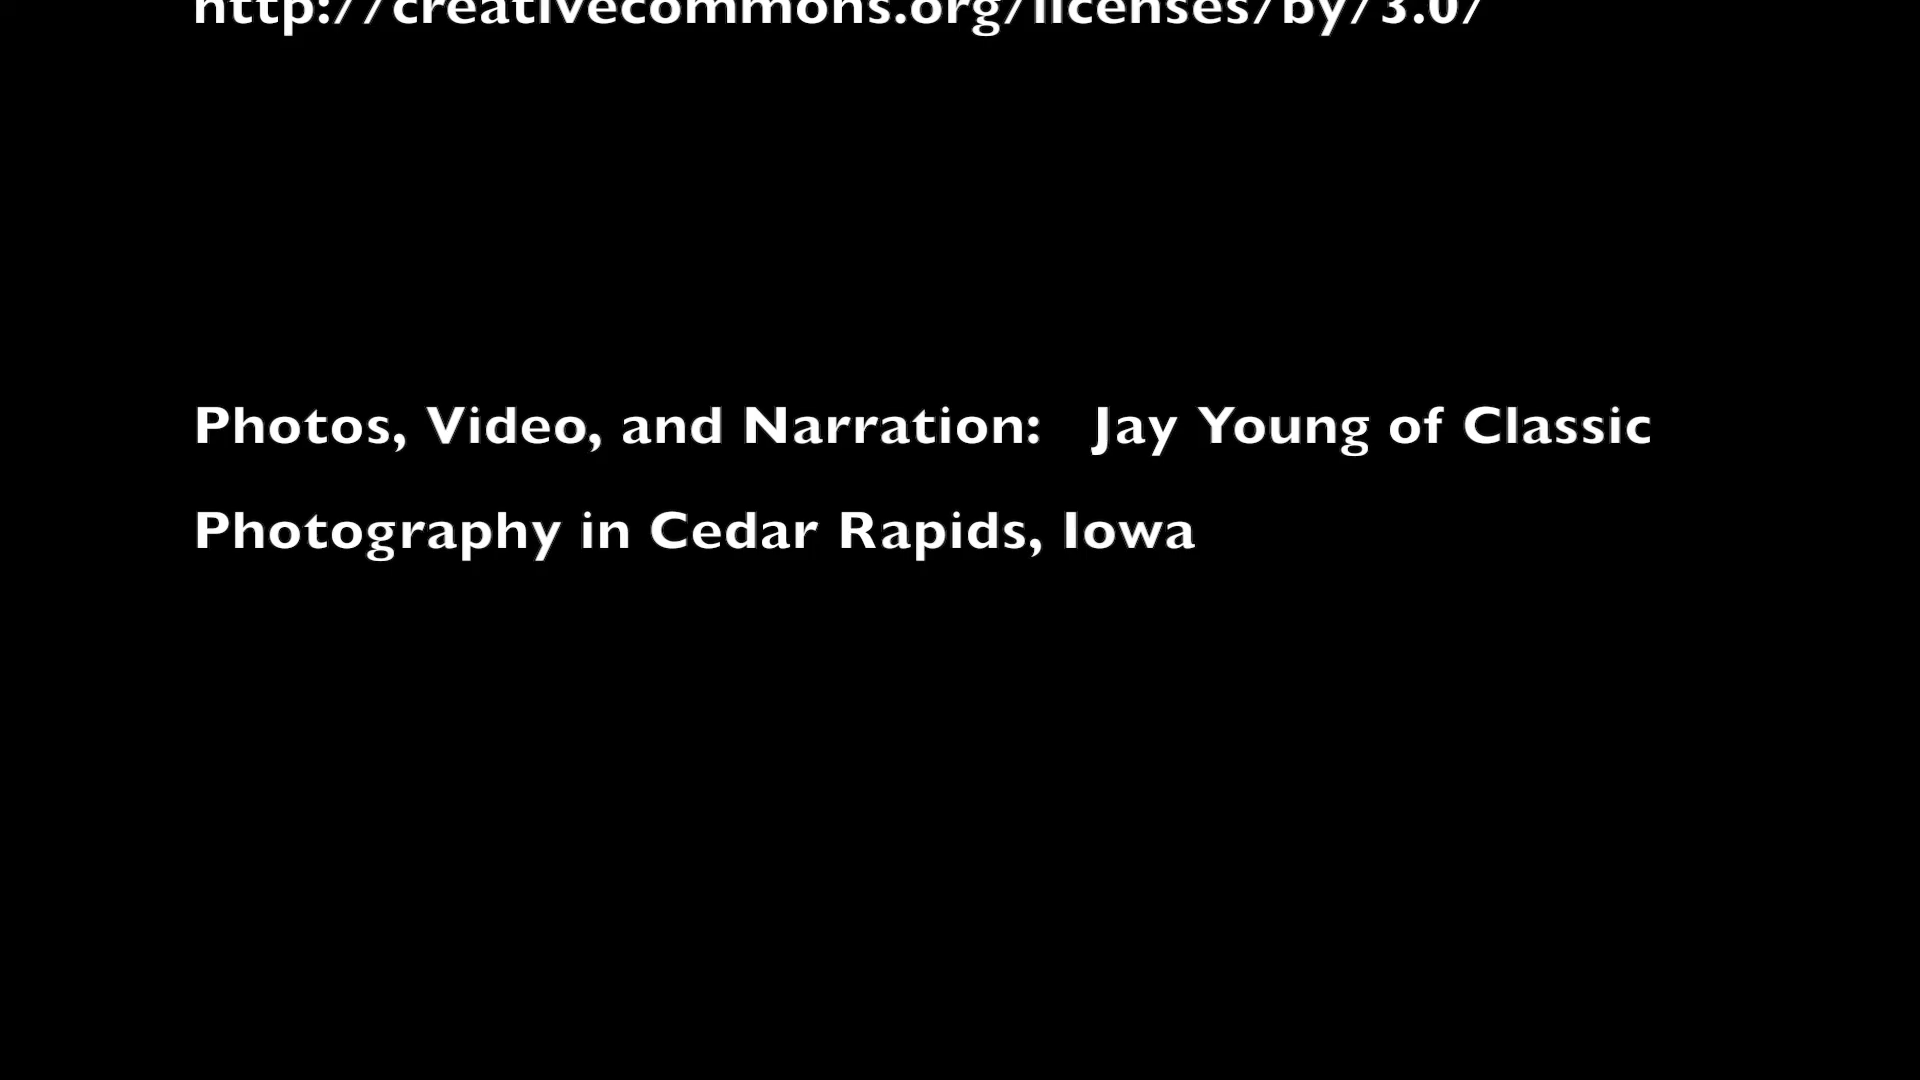 http://creativecommons.org/licenses/by/3.0/
Photos, Video, and Narration:   Jay Young of Classic
Photography in Cedar Rapids, Iowa